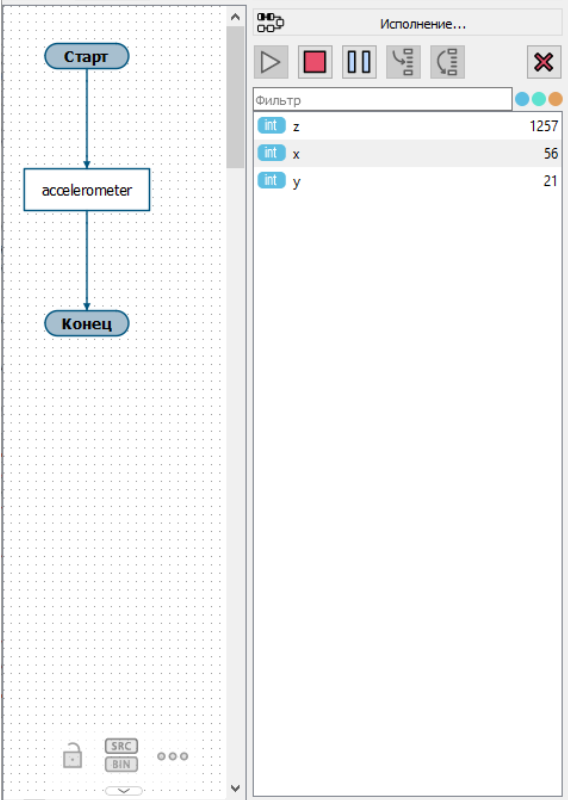 Старт
accelerometer
Конец
SRC
BIN
Исполнение...
Фильтр
int z 1257
int x 56
int y 21